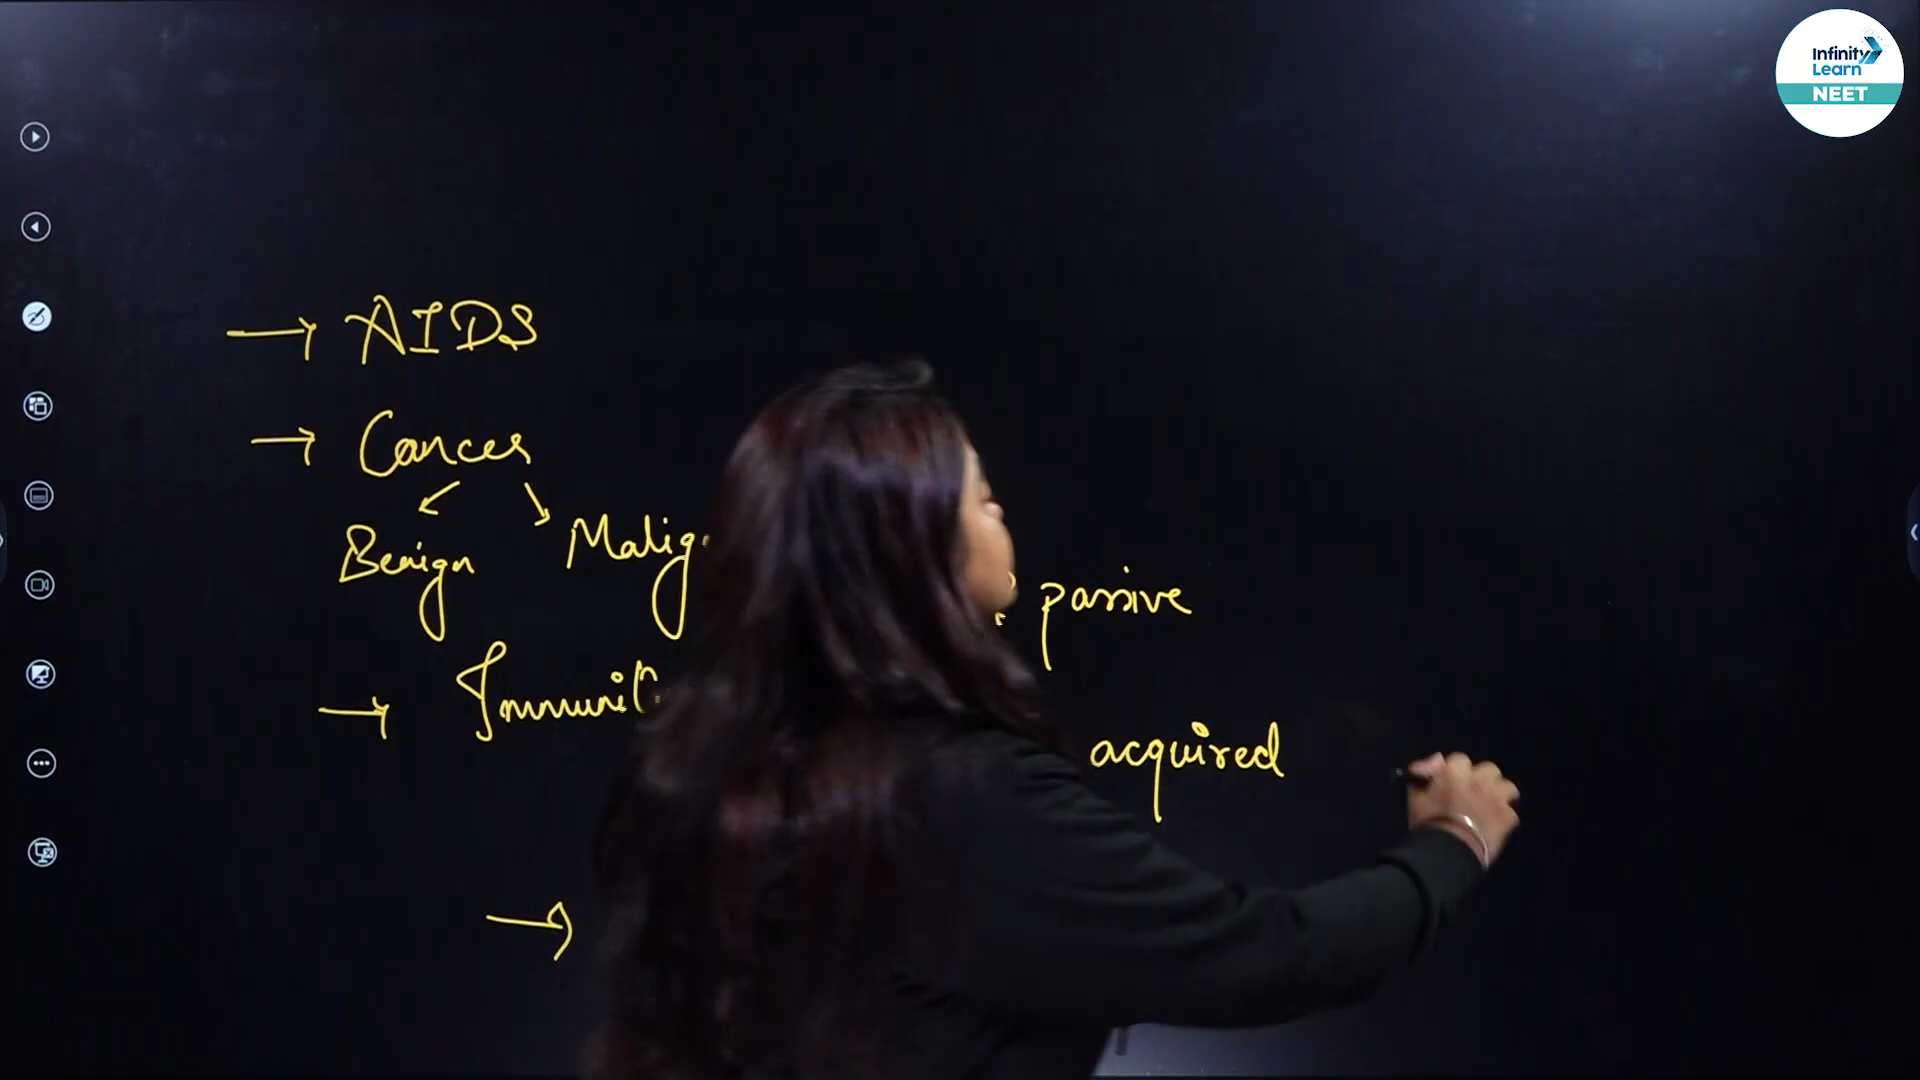 Infinity
Learn
NEET
→ AIDS
→ Cancer
Benign
passive
→
acquired
→